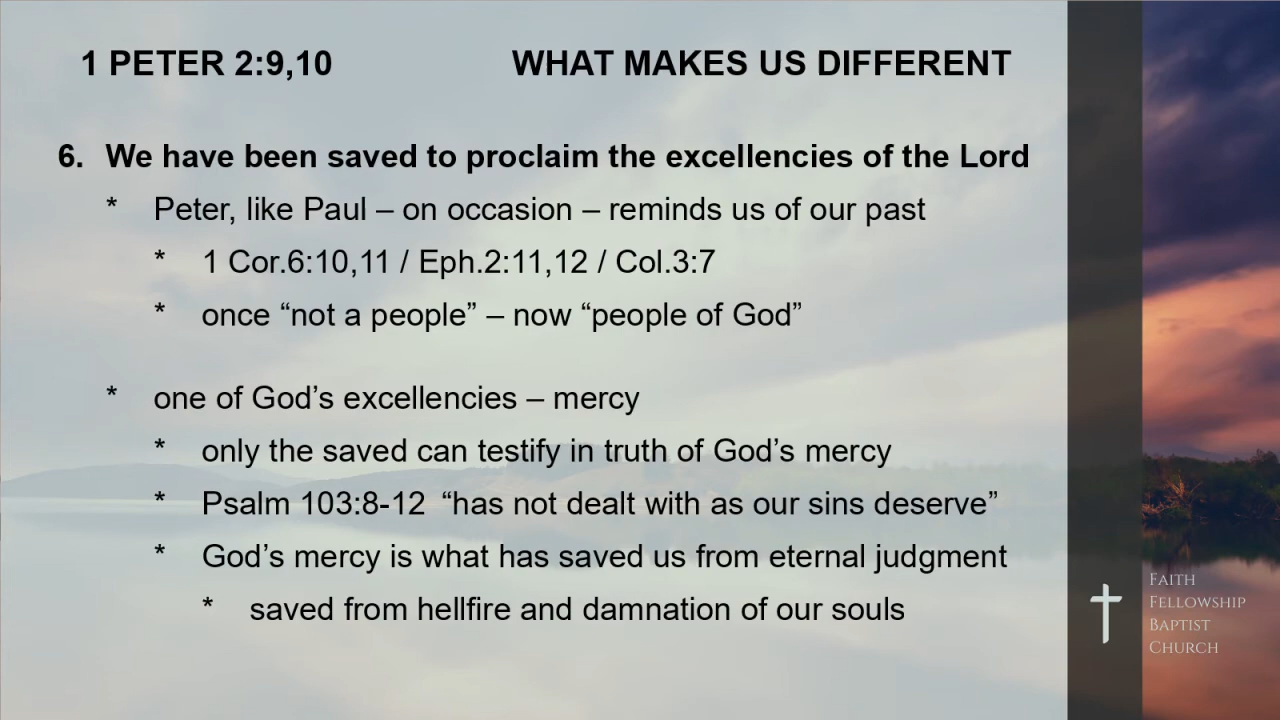 1 PETER 2:9,10 WHAT MAKES US DIFFERENT
6. We have been saved to proclaim the excellencies of the Lord
* Peter, like Paul – on occasion – reminds us of our past
* 1 Cor.6:10,11 / Eph.2:11,12 / Col.3:7
* once “not a people” – now “people of God”
* one of God’s excellencies – mercy
* only the saved can testify in truth of God’s mercy
* Psalm 103:8-12 “has not dealt with as our sins deserve”
* God’s mercy is what has saved us from eternal judgment
* saved from hellfire and damnation of our souls
Faith
Fellowship
Baptist
Church